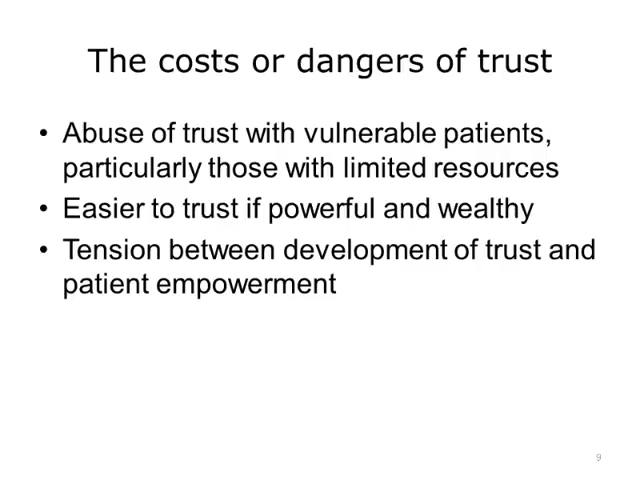 The costs or dangers of trust
• Abuse of trust with vulnerable patients,
particularly those with limited resources
• Easier to trust if powerful and wealthy
• Tension between development of trust and
patient empowerment
9